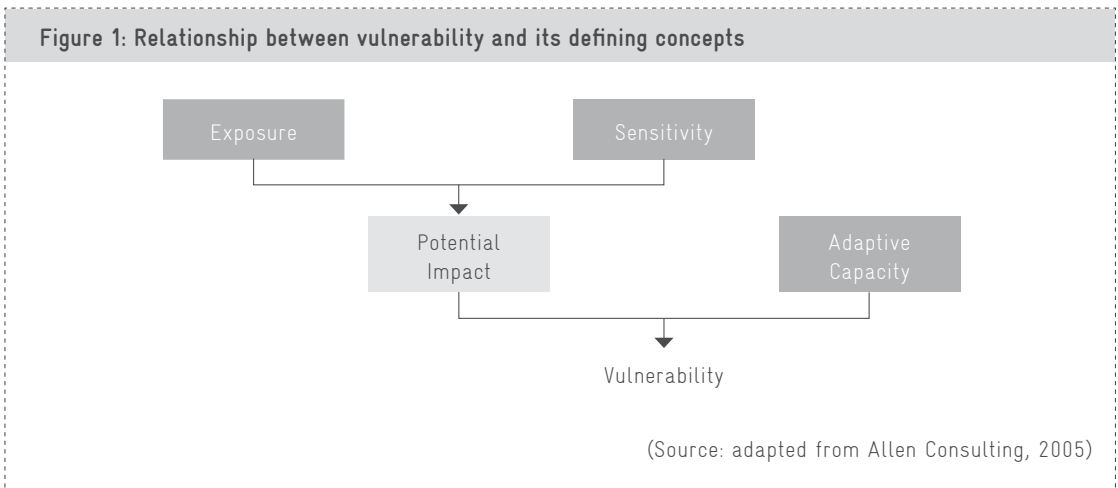 Figure 1: Relationship between vulnerability and its defining concepts
Exposure
Sensitivity
Potential
Impact
Adaptive
Capacity
Vulnerability
(Source: adapted from Allen Consulting, 2005)